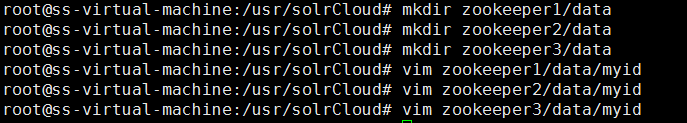 root@ss-virtual-machine:/usr/solrCloud# mkdir zookeeper1/data
root@ss-virtual-machine:/usr/solrCloud# mkdir zookeeper2/data
root@ss-virtual-machine:/usr/solrCloud# mkdir zookeeper3/data
root@ss-virtual-machine:/usr/solrCloud# vim zookeeper1/data/myid
root@ss-virtual-machine:/usr/solrCloud# vim zookeeper2/data/myid
root@ss-virtual-machine:/usr/solrCloud# vim zookeeper3/data/myid